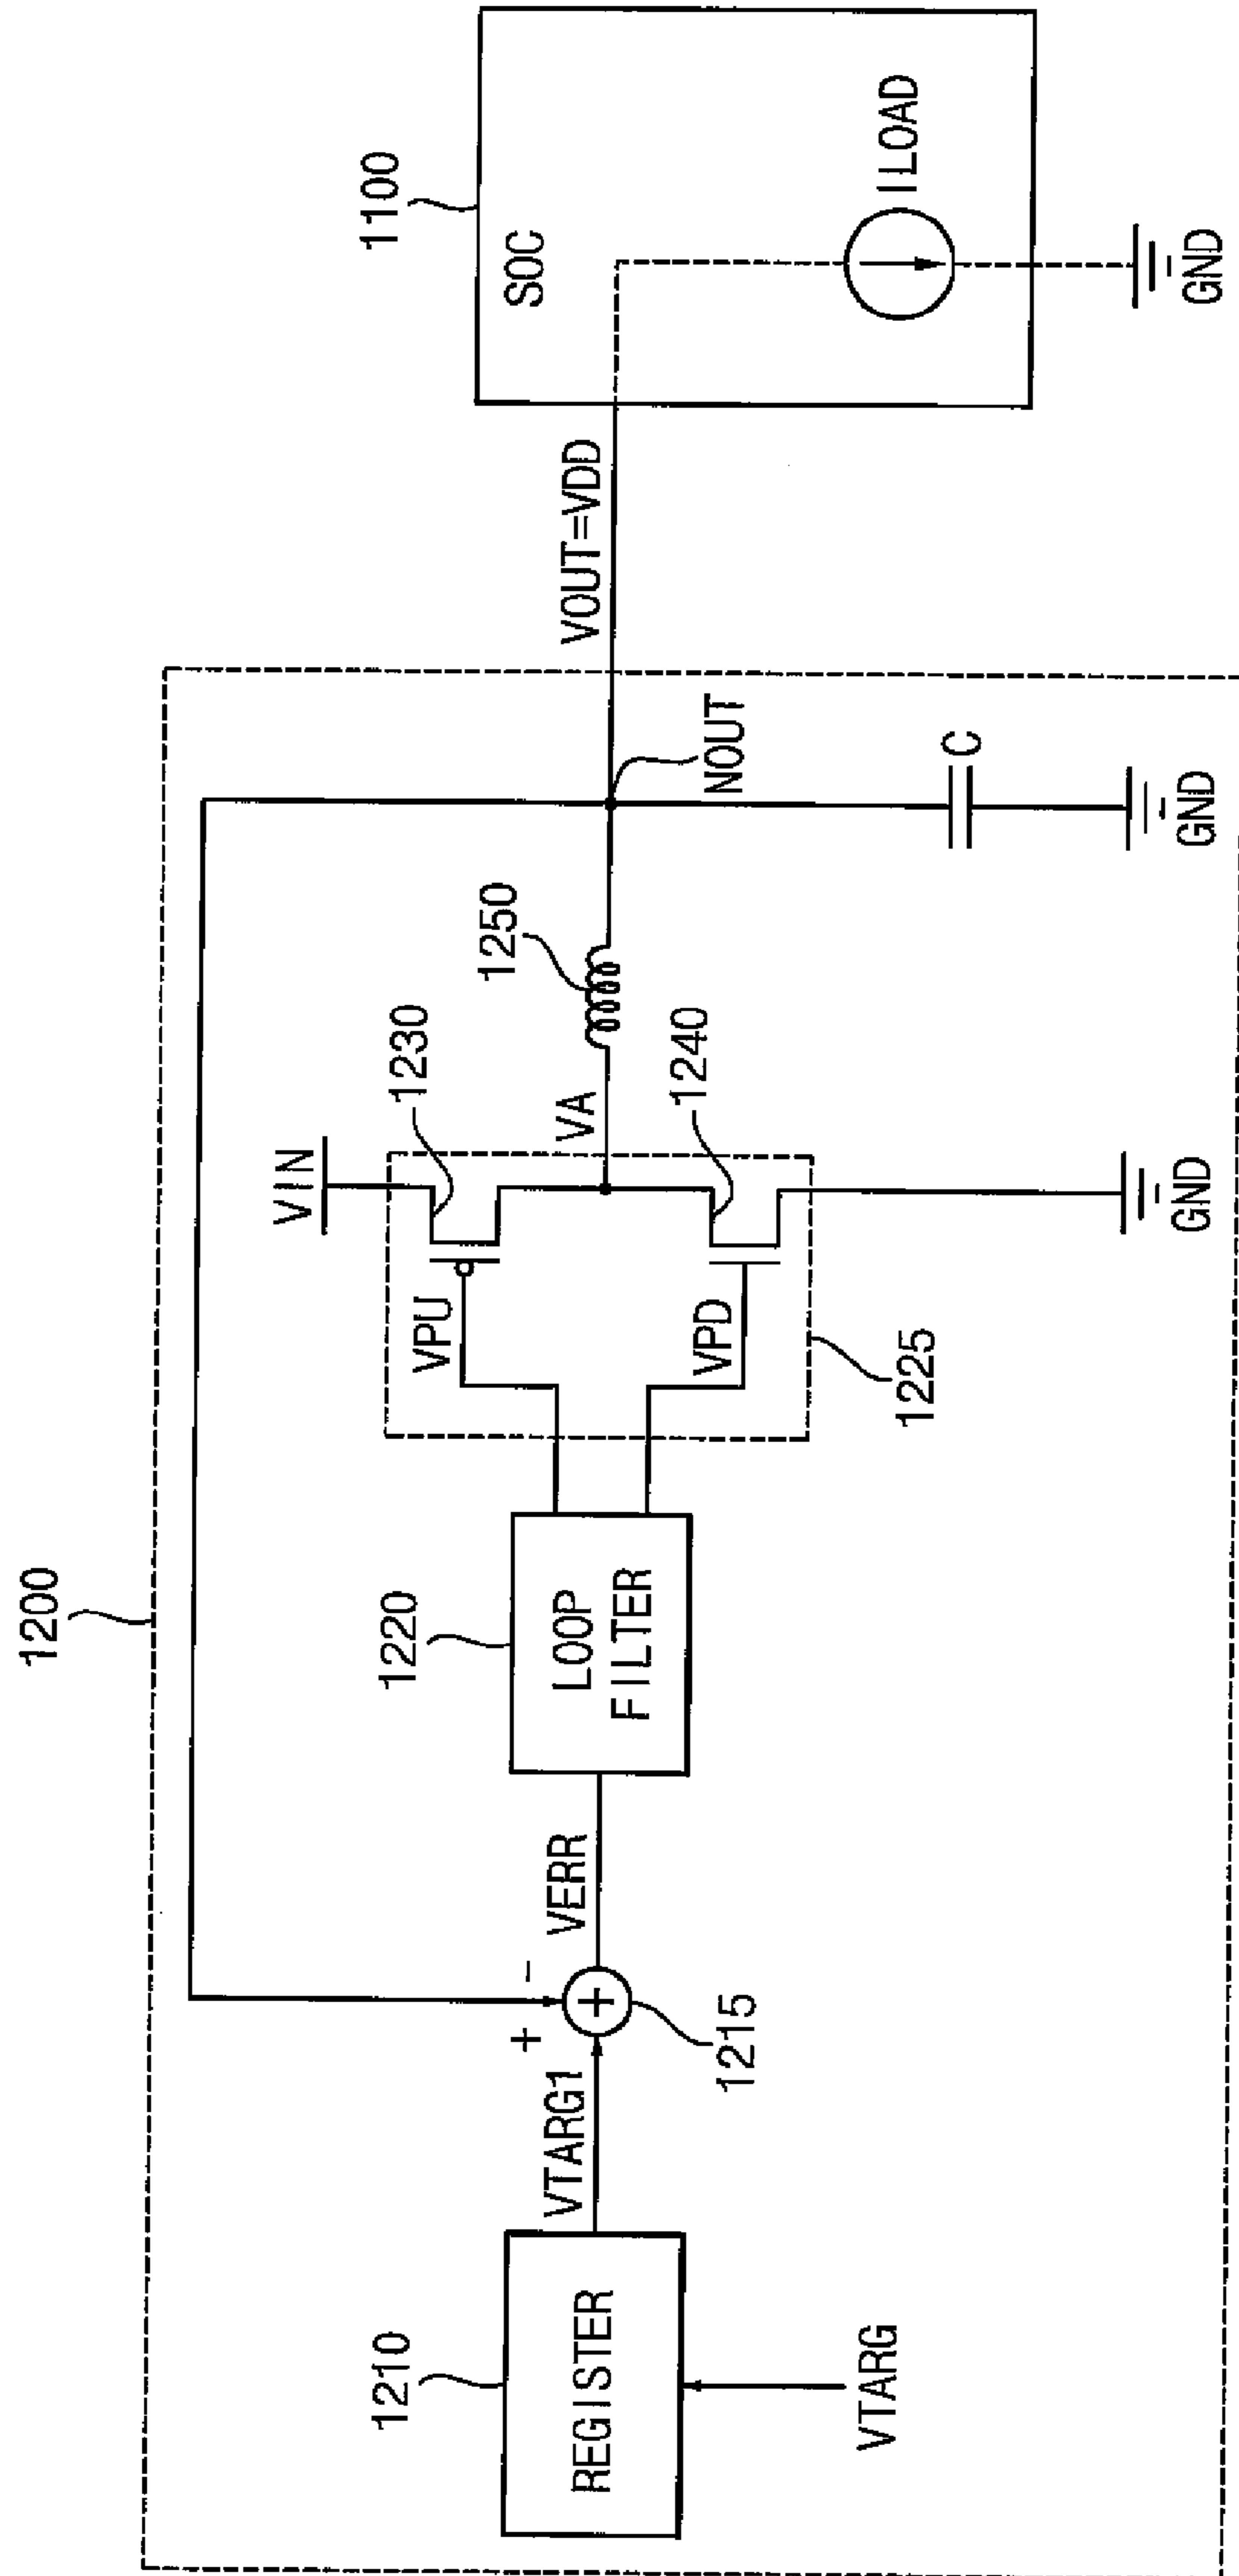 1200
1100
SOC
ILOAD
GND
VOUT=VDD
NOUT
C
GND
1250
1230
VIN
VA
1240
VPU
VPD
GND
1225
1220
LOOP
FILTER
VERR
+
-
+
1215
VTARG1
1210
REGISTER
VTARG